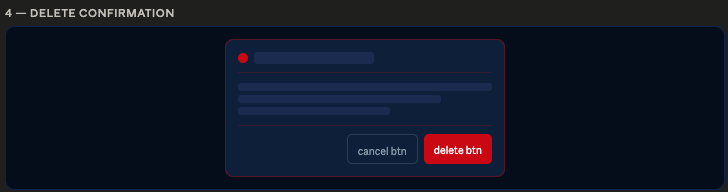 4 — DELETE CONFIRMATION
cancel btn
delete btn